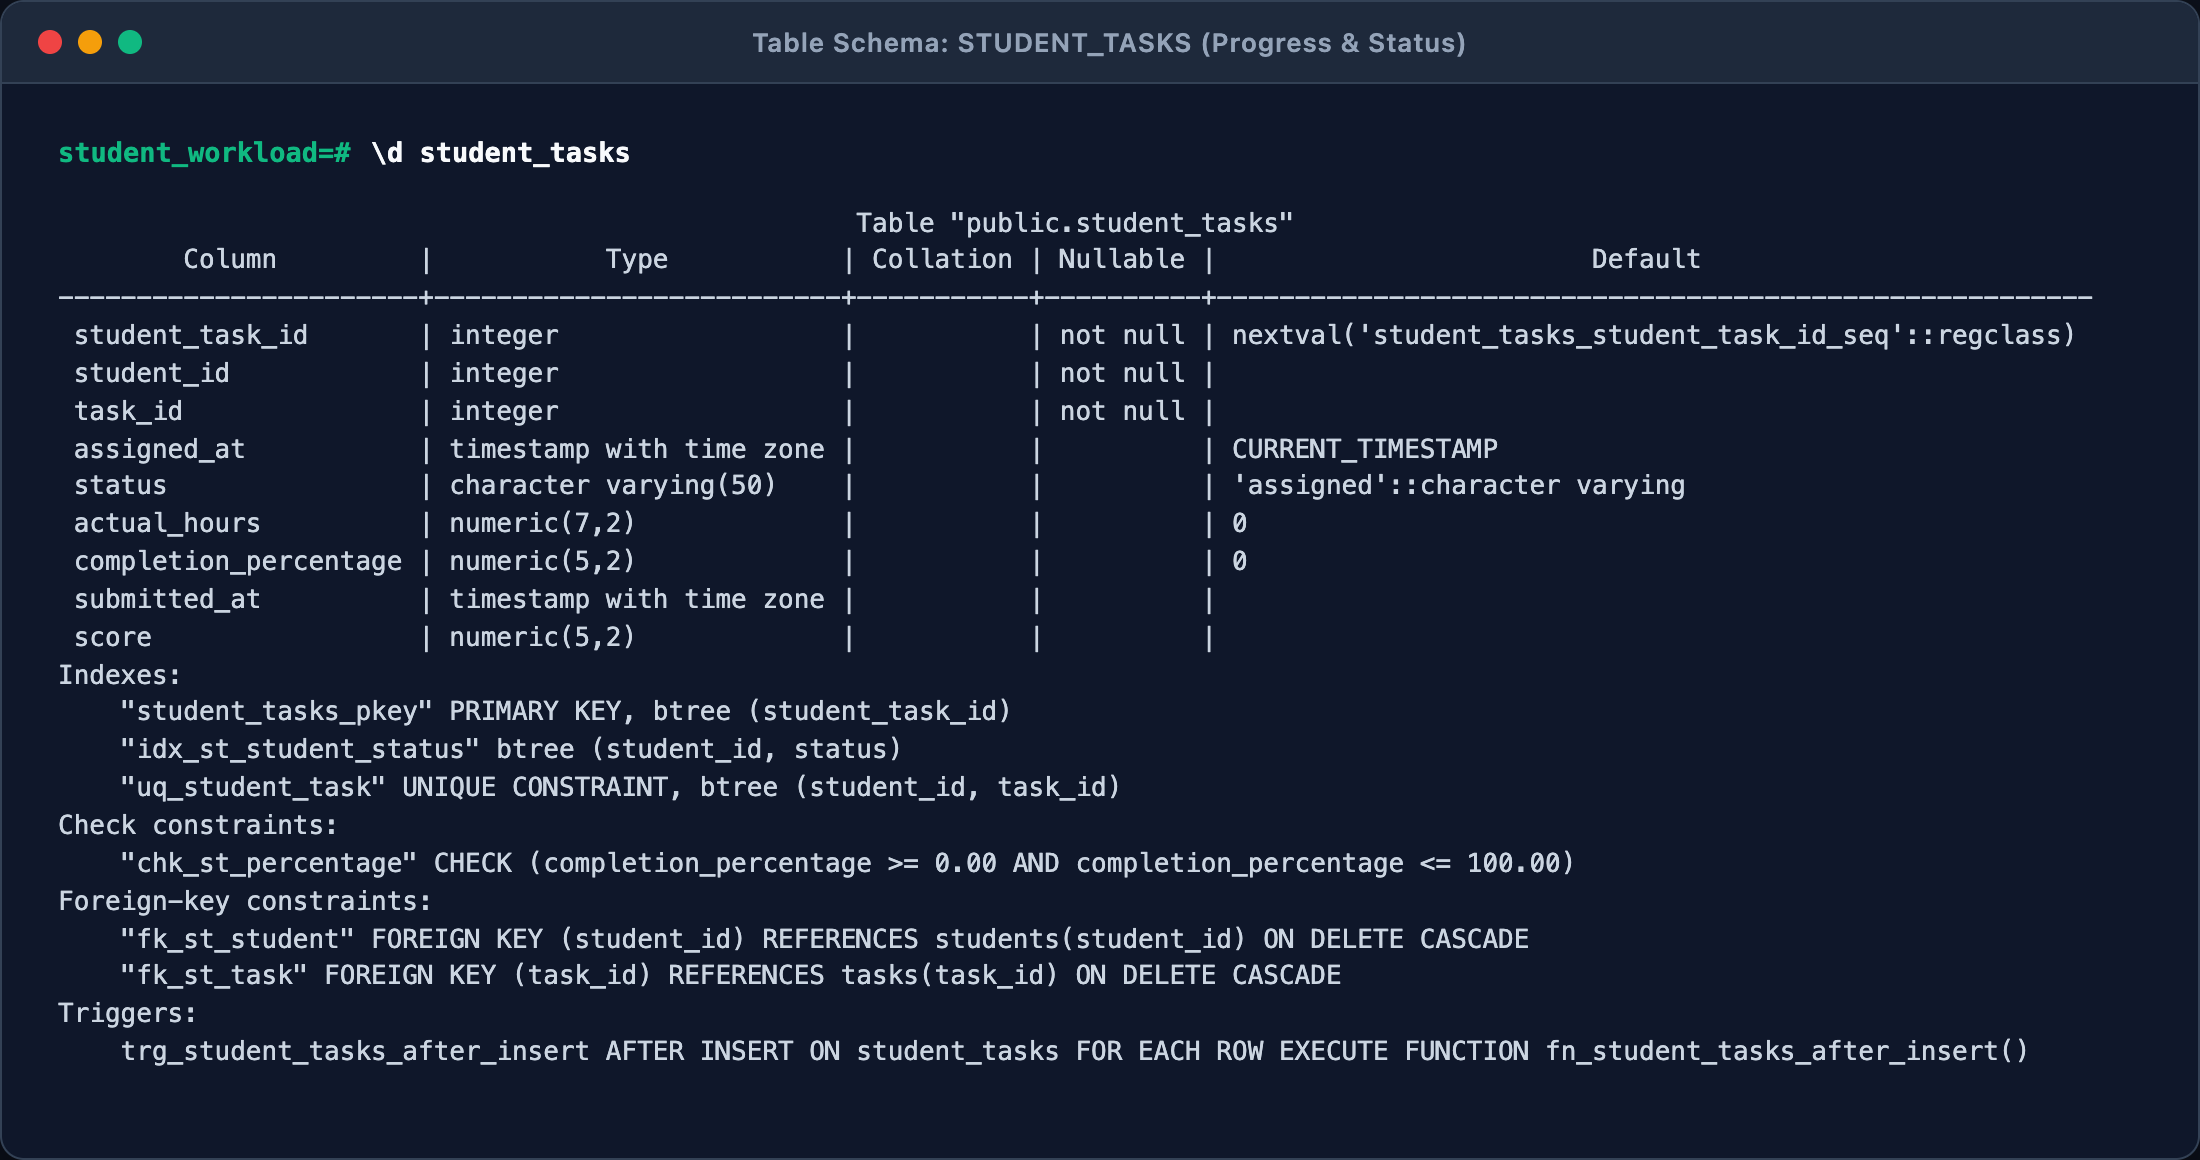 Table Schema: STUDENT_TASKS (Progress & Status)
student_workload=# \d student_tasks
Table "public.student_tasks"
Column | Type | Collation | Nullable | Default
-----------------------+--------------------------+-----------+----------+--------------------------------------------------------
student_task_id | integer | | not null | nextval('student_tasks_student_task_id_seq'::regclass)
student_id | integer | | not null |
task_id | integer | | not null |
assigned_at | timestamp with time zone | | | CURRENT_TIMESTAMP
status | character varying(50) | | | 'assigned'::character varying
actual_hours | numeric(7,2) | | | 0
completion_percentage | numeric(5,2) | | | 0
submitted_at | timestamp with time zone | | |
score | numeric(5,2) | | |
Indexes:
"student_tasks_pkey" PRIMARY KEY, btree (student_task_id)
"idx_st_student_status" btree (student_id, status)
"uq_student_task" UNIQUE CONSTRAINT, btree (student_id, task_id)
Check constraints:
"chk_st_percentage" CHECK (completion_percentage >= 0.00 AND completion_percentage <= 100.00)
Foreign-key constraints:
"fk_st_student" FOREIGN KEY (student_id) REFERENCES students(student_id) ON DELETE CASCADE
"fk_st_task" FOREIGN KEY (task_id) REFERENCES tasks(task_id) ON DELETE CASCADE
Triggers:
trg_student_tasks_after_insert AFTER INSERT ON student_tasks FOR EACH ROW EXECUTE FUNCTION fn_student_tasks_after_insert()